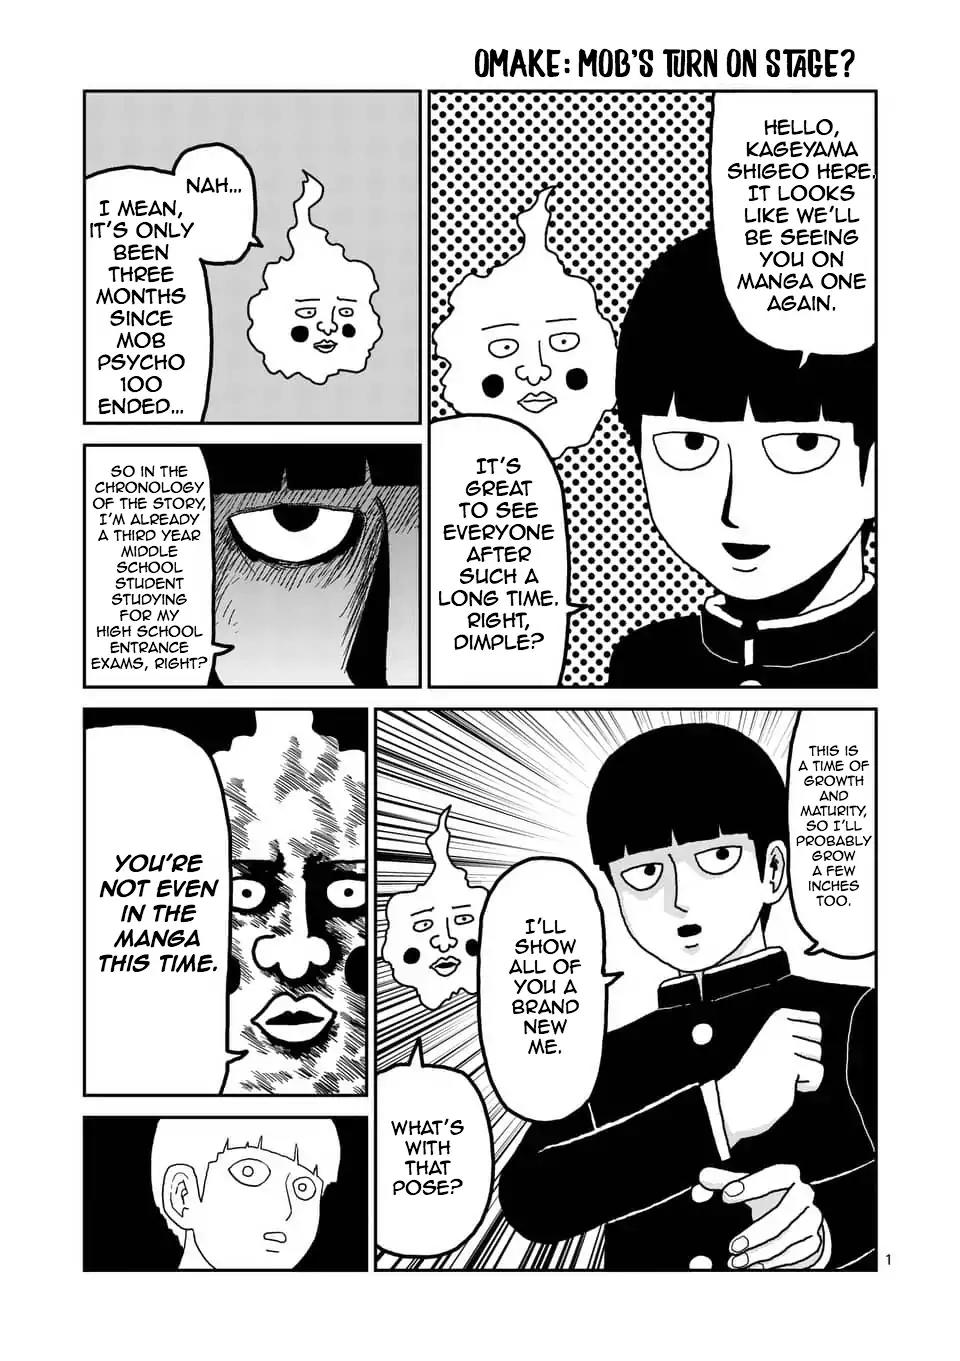 OMAKE: MOB'S TURN ON STAGE?
HELLO,
KAGEYAMA
SHIGEO HERE.
IT LOOKS
LIKE WE'LL
BE SEEING
YOU ON
MANGA ONE
AGAIN.
IT'S
GREAT
TO SEE
EVERYONE
AFTER
SUCH A
LONG TIME.
RIGHT,
DIMPLE?
NAH...
I MEAN,
IT'S ONLY
BEEN
THREE
MONTHS
SINCE
MOB
PSYCHO
100
ENDED...
SO IN THE
CHRONOLOGY
OF THE STORY,
I'M ALREADY
A THIRD YEAR
MIDDLE
SCHOOL
STUDENT
STUDYING
FOR MY
HIGH SCHOOL
ENTRANCE
EXAMS, RIGHT?
THIS IS
A TIME OF
GROWTH
AND
MATURITY,
SO I'LL
PROBABLY
GROW
A FEW
INCHES
TOO.
I'LL
SHOW
ALL OF
YOU A
BRAND
NEW
ME.
WHAT'S
WITH
THAT
POSE?
YOU'RE
NOT EVEN
IN THE
MANGA
THIS TIME.
1